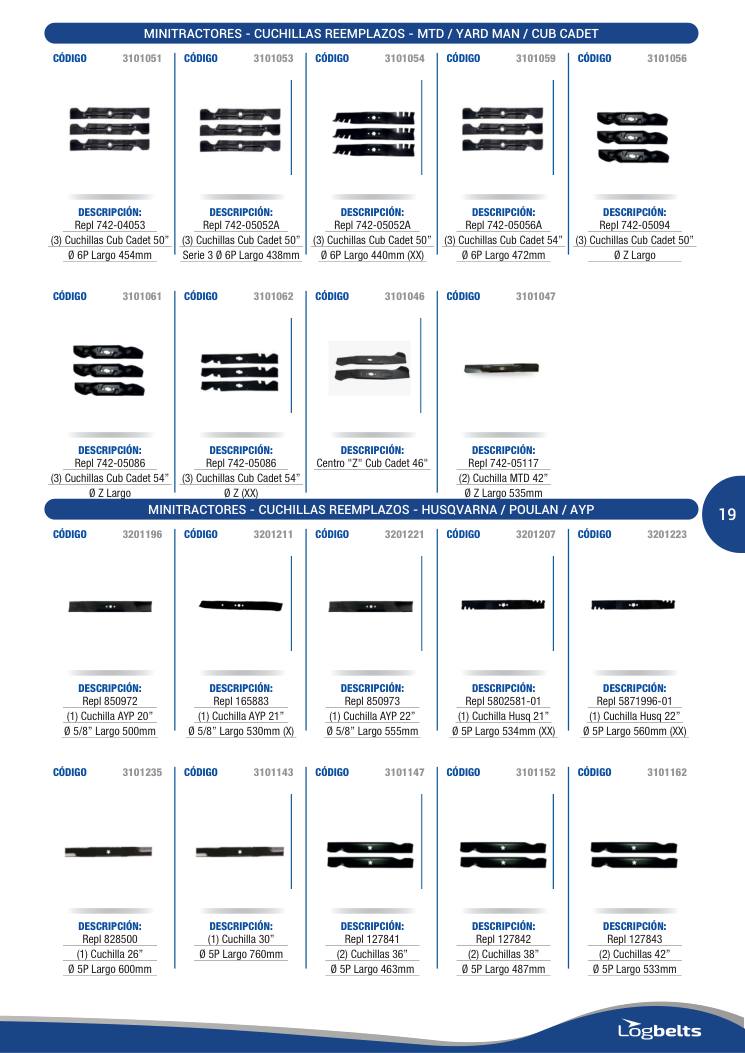 MINITRACTORES - CUCHILLAS REEMPLAZOS - MTD / YARD MAN / CUB CADET
CÓDIGO 3101051
DESCRIPCIÓN:
Repl 742-04053
(3) Cuchillas Cub Cadet 50”
Ø 6P Largo 454mm
CÓDIGO 3101053
DESCRIPCIÓN:
Repl 742-05052A
(3) Cuchillas Cub Cadet 50”
Serie 3 Ø 6P Largo 438mm
CÓDIGO 3101054
DESCRIPCIÓN:
Repl 742-05052A
(3) Cuchillas Cub Cadet 50”
Ø 6P Largo 440mm (XX)
CÓDIGO 3101059
DESCRIPCIÓN:
Repl 742-05056A
(3) Cuchillas Cub Cadet 54”
Ø 6P Largo 472mm
CÓDIGO 3101056
DESCRIPCIÓN:
Repl 742-05094
(3) Cuchillas Cub Cadet 50”
Ø Z Largo
CÓDIGO 3101061
DESCRIPCIÓN:
Repl 742-05086
(3) Cuchillas Cub Cadet 54”
Ø Z Largo
CÓDIGO 3101062
DESCRIPCIÓN:
Repl 742-05086
(3) Cuchillas Cub Cadet 54”
Ø Z (XX)
CÓDIGO 3101046
DESCRIPCIÓN:
Centro "Z" Cub Cadet 46”
CÓDIGO 3101047
DESCRIPCIÓN:
Repl 742-05117
(2) Cuchilla MTD 42”
Ø Z Largo 535mm
MINITRACTORES - CUCHILLAS REEMPLAZOS - HUSQVARNA / POULAN / AYP
19
CÓDIGO 3201196
DESCRIPCIÓN:
Repl 850972
(1) Cuchilla AYP 20”
Ø 5/8” Largo 500mm
CÓDIGO 3201211
DESCRIPCIÓN:
Repl 165883
(1) Cuchilla AYP 21”
Ø 5/8” Largo 530mm (X)
CÓDIGO 3201221
DESCRIPCIÓN:
Repl 850973
(1) Cuchilla AYP 22”
Ø 5/8” Largo 555mm
CÓDIGO 3201207
DESCRIPCIÓN:
Repl 5802581-01
(1) Cuchilla Husq 21”
Ø 5P Largo 534mm (XX)
CÓDIGO 3201223
DESCRIPCIÓN:
Repl 5871996-01
(1) Cuchilla Husq 22”
Ø 5P Largo 560mm (XX)
CÓDIGO 3101235
DESCRIPCIÓN:
Repl 828500
(1) Cuchilla 26”
Ø 5P Largo 600mm
CÓDIGO 3101143
DESCRIPCIÓN:
(1) Cuchilla 30”
Ø 5P Largo 760mm
CÓDIGO 3101147
DESCRIPCIÓN:
Repl 127841
(2) Cuchillas 36”
Ø 5P Largo 463mm
CÓDIGO 3101152
DESCRIPCIÓN:
Repl 127842
(2) Cuchillas 38”
Ø 5P Largo 487mm
CÓDIGO 3101162
DESCRIPCIÓN:
Repl 127843
(2) Cuchillas 42”
Ø 5P Largo 533mm
Logbelts